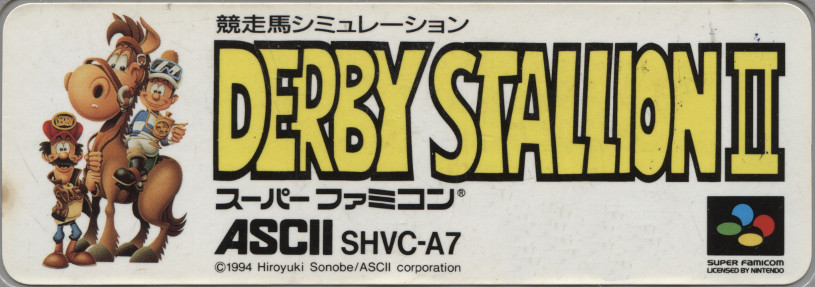 競走馬シミュレーション
DERBY STALLION II
スーパーファミコン®
ASCII SHVC-A7
©1994 Hiroyuki Sonobe/ASCII corporation
SUPER FAMICOM
LICENSED BY NINTENDO